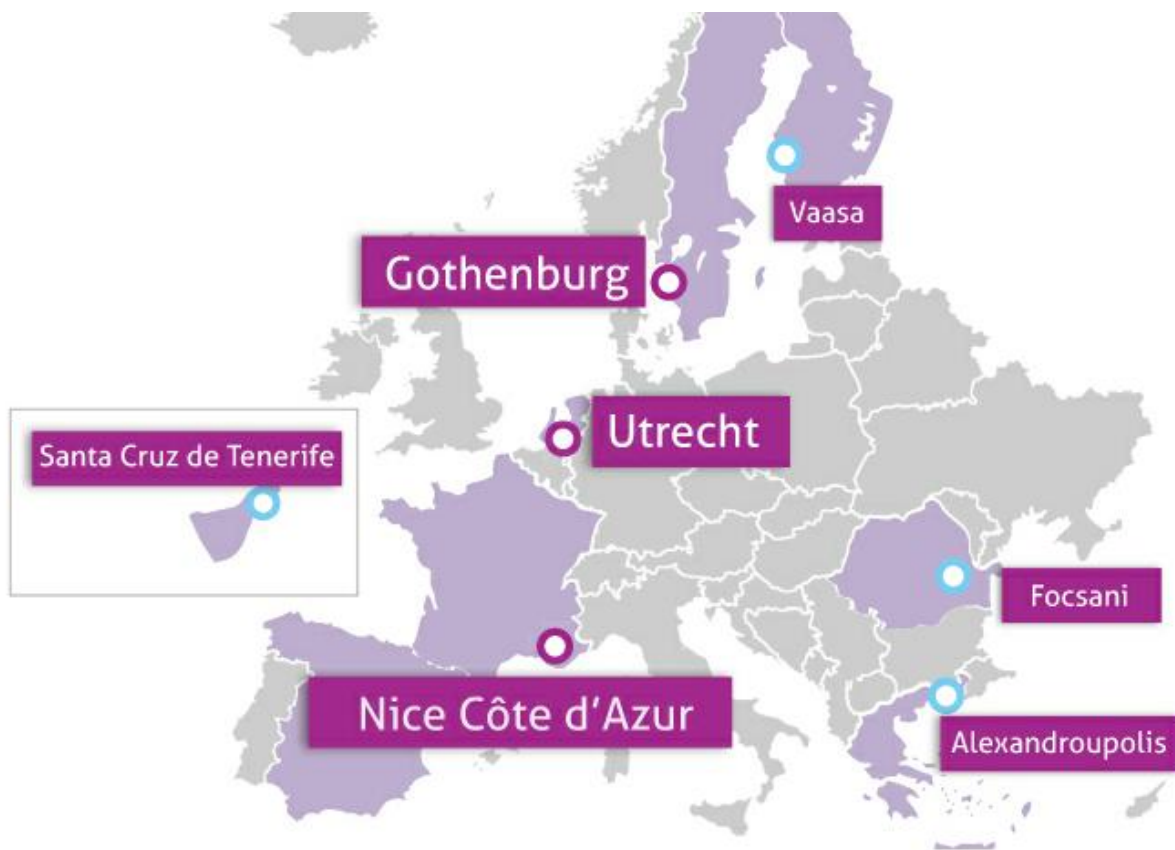 Vaasa
Gothenburg
Utrecht
Santa Cruz de Tenerife
Focsani
Nice Côte d'Azur
Alexandroupolis